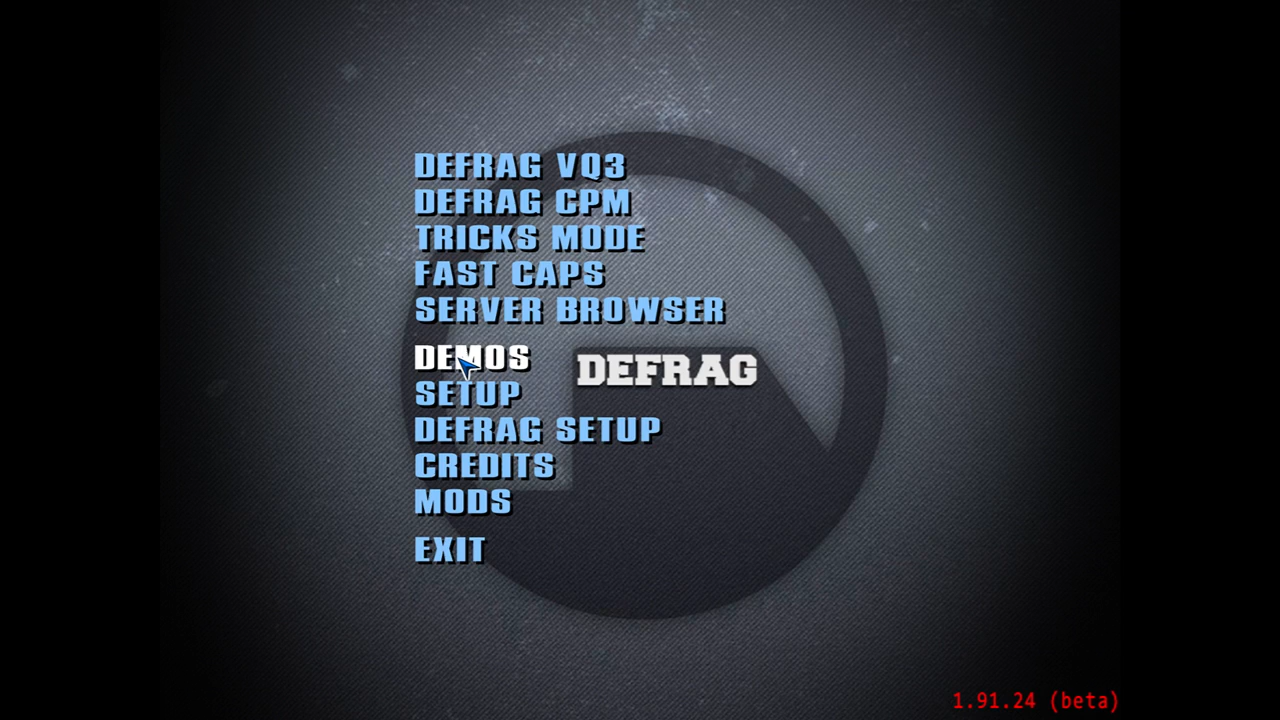 DEFRAG VQ3
DEFRAG CPM
TRICKS MODE
FAST CAPS
SERVER BROWSER
DEMOS
DEFRAG
SETUP
DEFRAG SETUP
CREDITS
MODS
EXIT
1.91.24 (beta)